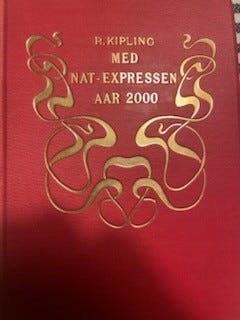 R. KIPLING
MED
NAT-EXPRESSEN
AAR 2000